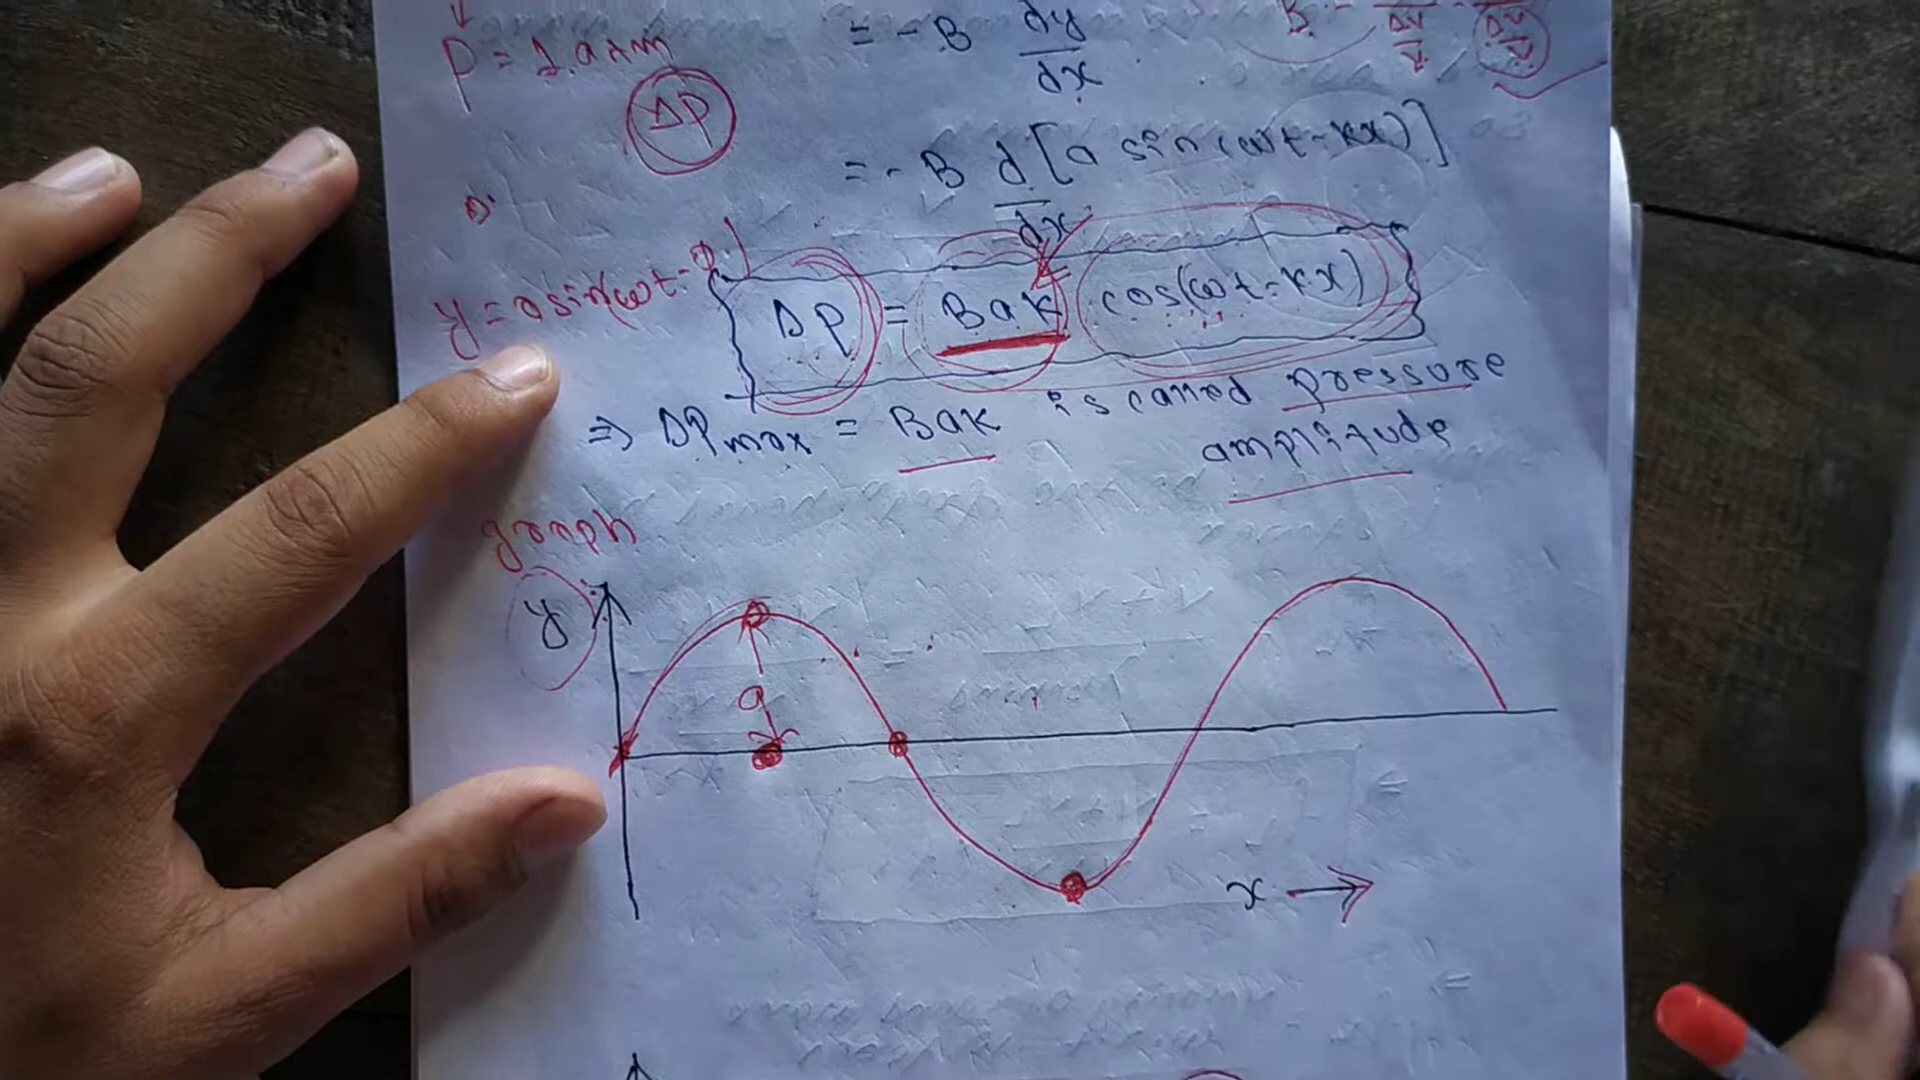 P = 1 atm
ΔP
= - B dy/dx
= - B d/dx [a sin(ωt-kx)]
y = a sin(ωt-
ΔP = Bak cos(ωt-kx)
⇒ ΔPmax = Bak is called pressure
amplitude
graph
y
a
x →